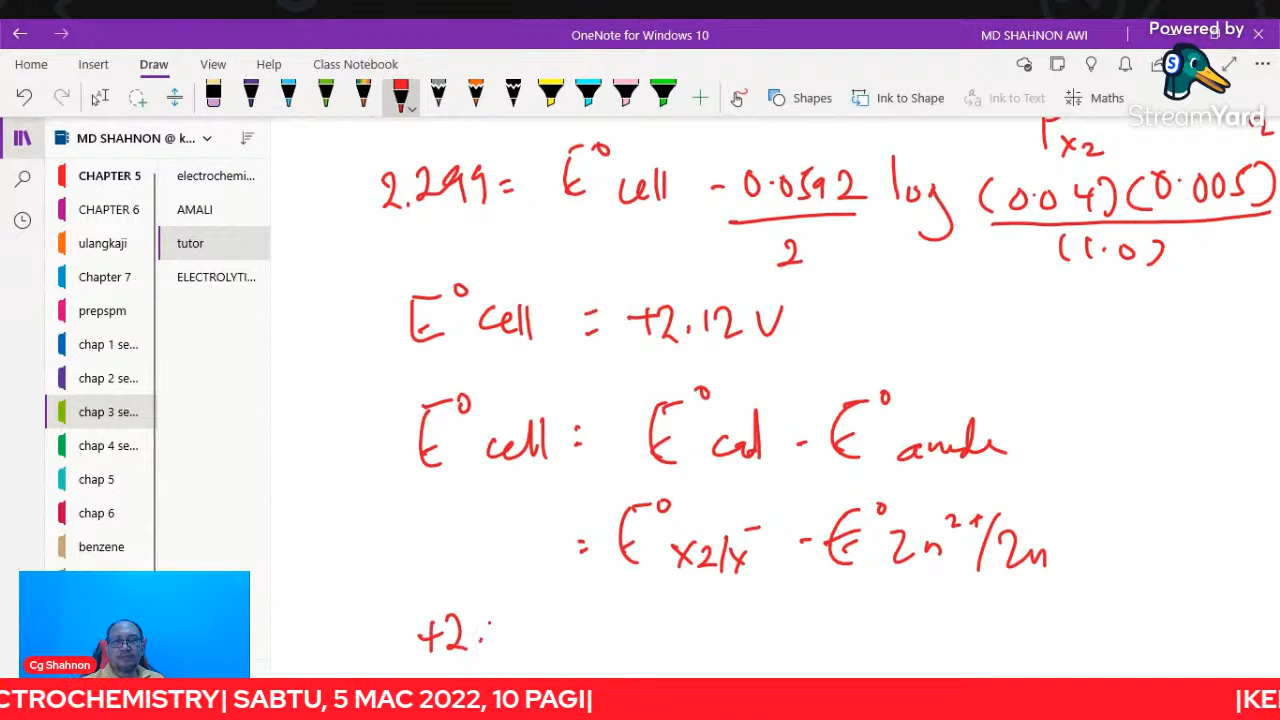 Powered by
OneNote for Windows 10
MD SHAHNON AWI
StreamYard
Home Insert Draw View Help Class Notebook
Shapes Ink to Shape Ink to Text Maths
MD SHAHNON @ k...
CHAPTER 5
CHAPTER 6
ulangkaji
Chapter 7
prepspm
chap 1 se...
chap 2 se...
chap 3 se...
chap 4 se...
chap 5
chap 6
benzene
electrochemi...
AMALI
tutor
ELECTROLYTI...
P x2
2.299 = E° cell - 0.0592/2 log (0.04)(0.005)/(1.0)
E° cell = +2.12 V
E° cell = E° cad - E° anode
= E° x2/x⁻ - E° Zn²⁺/Zn
+2.
Cg Shahnon
CTROCHEMISTRY| SABTU, 5 MAC 2022, 10 PAGI| |KE